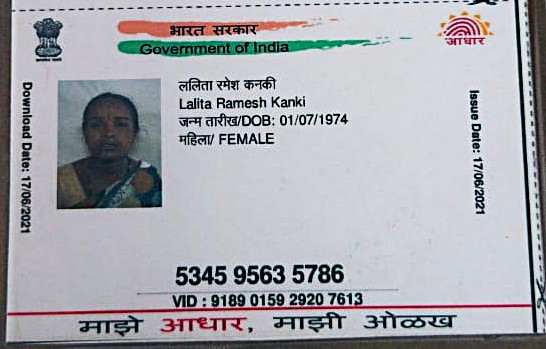 भारत सरकार
Government of India
आधार
ललिता रमेश कनकी
Lalita Ramesh Kanki
जन्म तारीख/DOB: 01/07/1974
महिला/ FEMALE
Download Date: 17/06/2021
Issue Date: 17/06/2021
5345 9563 5786
VID : 9189 0159 2920 7613
माझे आधार, माझी ओळख